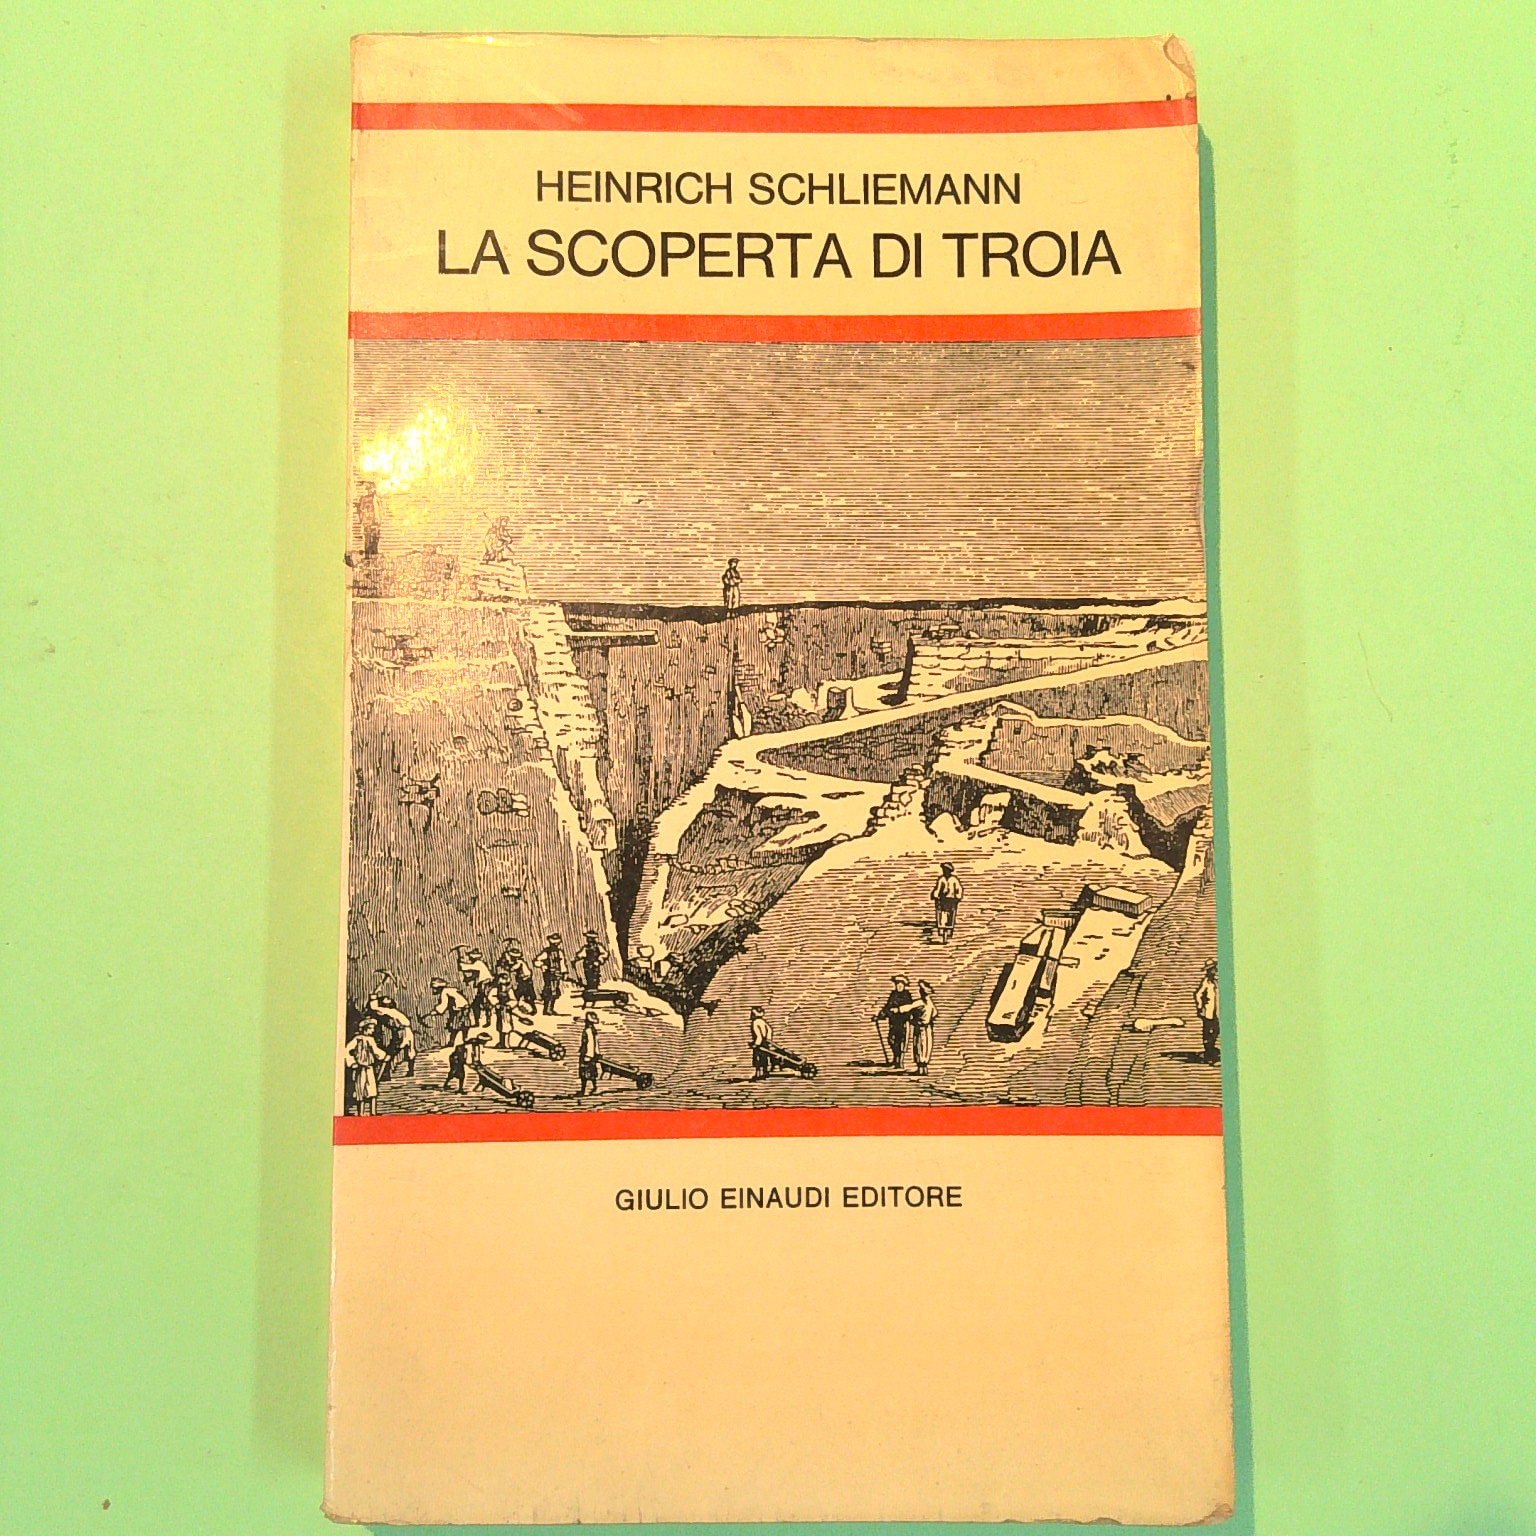 HEINRICH SCHLIEMANN
LA SCOPERTA DI TROIA
GIULIO EINAUDI EDITORE